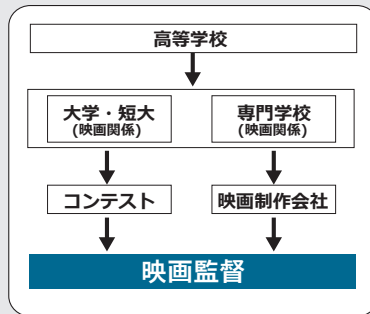 高等学校
大学・短大
(映画関係)
専門学校
(映画関係)
コンテスト
映画制作会社
映画監督